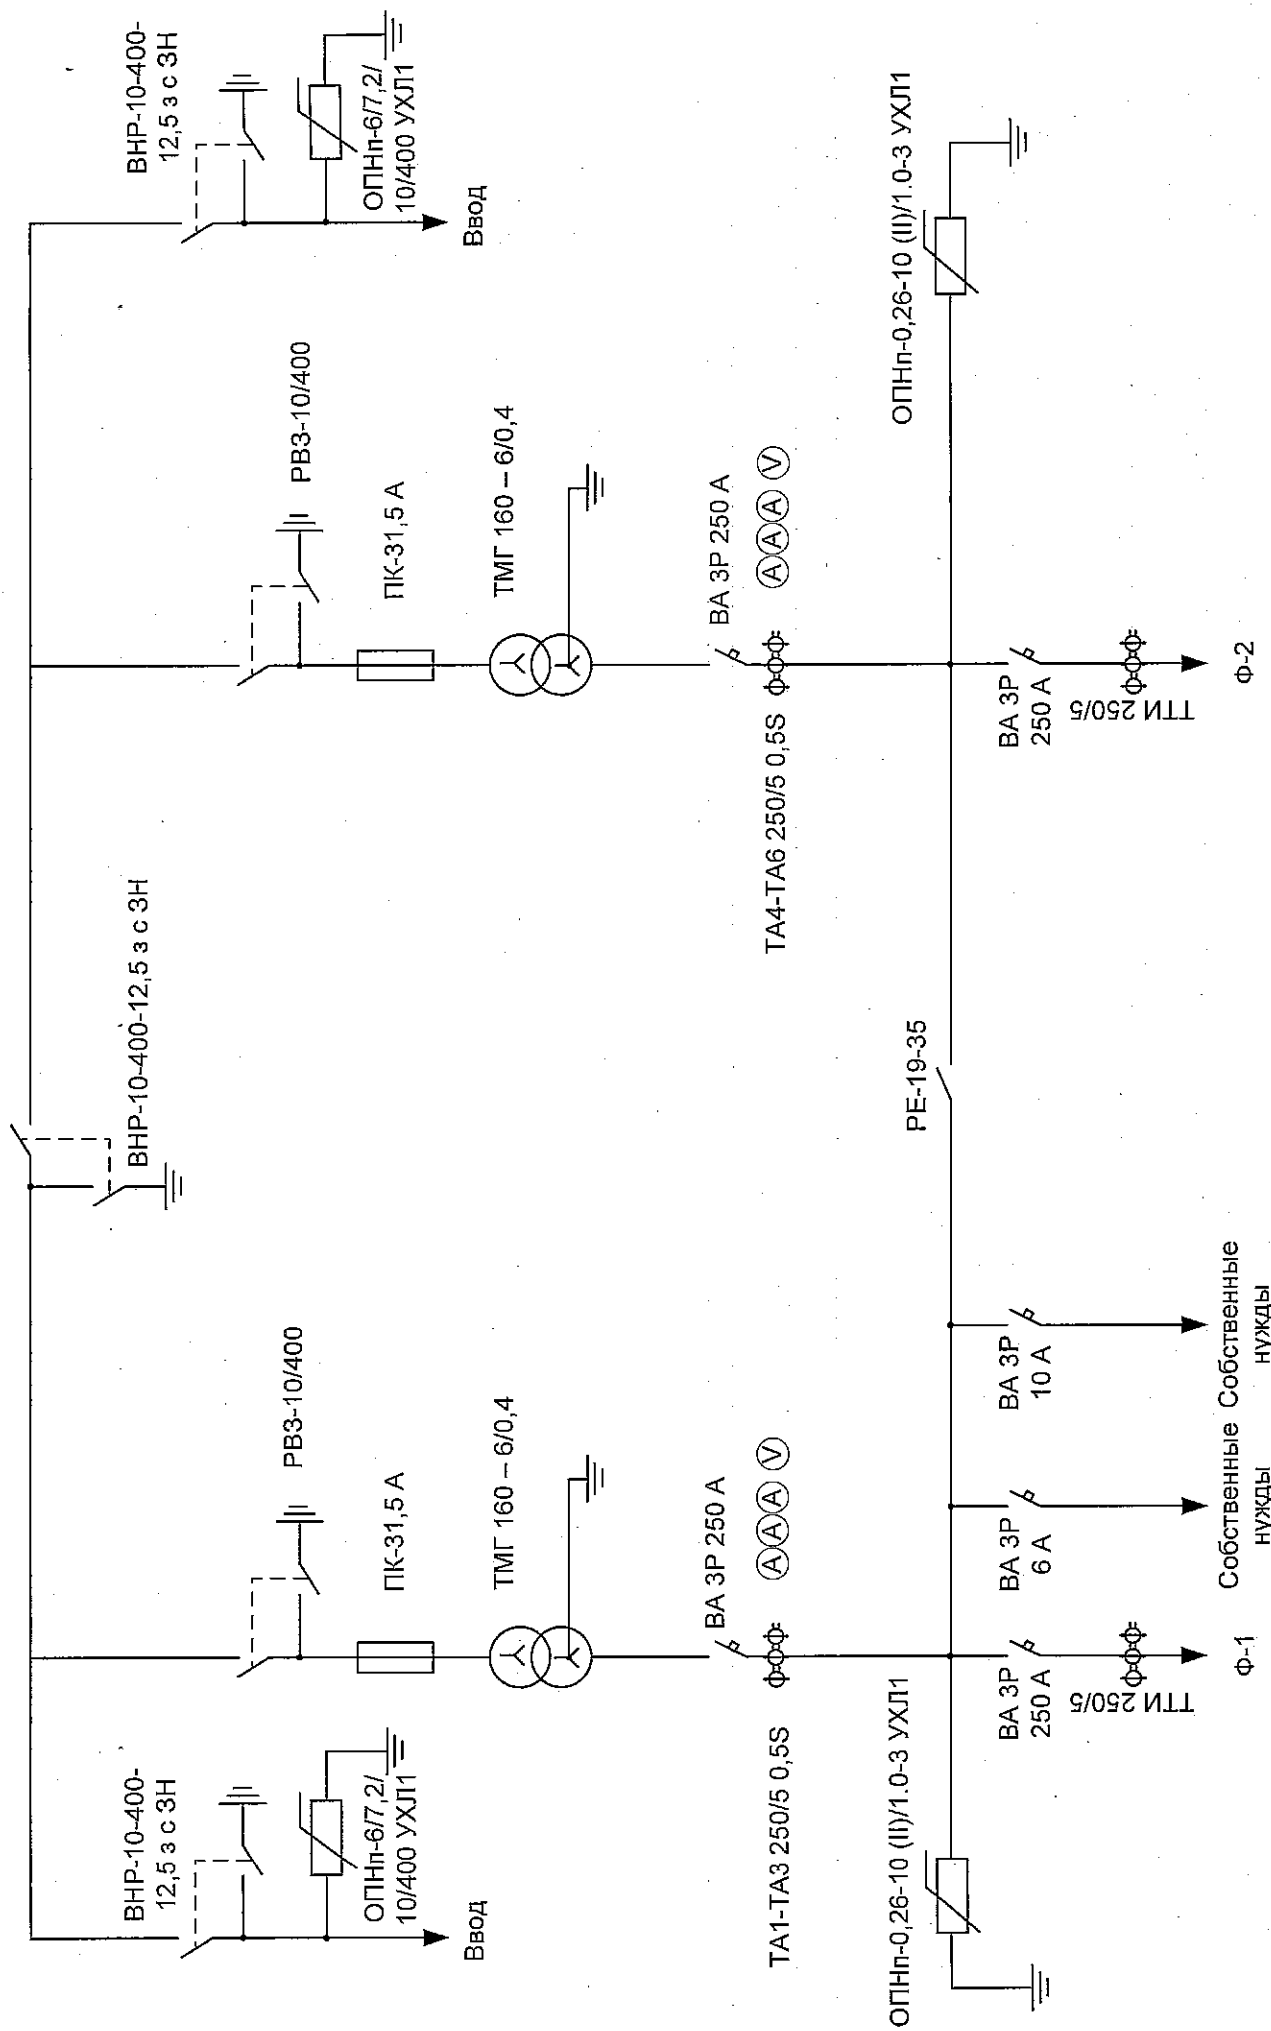 ВНР-10-400-
12,5 з с ЗН
ОПНп-6/7,2/
10/400 УХЛ1
Ввод
РВЗ-10/400
ПК-31,5 А
ТМГ 160 – 6/0,4
ВА 3Р 250 А
А А А V
ТА1-ТА3 250/5 0,5S
ОПНп-0,26-10 (II)/1.0-3 УХЛ1
ВА 3Р
250 А
ТТИ 250/5
Ф-1
ВА 3Р
6 А
Собственные
нужды
ВА 3Р
10 А
Собственные
нужды
ВНР-10-400-12,5 з с ЗН
РЕ-19-35
РВЗ-10/400
ПК-31,5 А
ТМГ 160 – 6/0,4
ВА 3Р 250 А
А А А V
ТА4-ТА6 250/5 0,5S
ВА 3Р
250 А
ТТИ 250/5
Ф-2
ВНР-10-400-
12,5 з с ЗН
ОПНп-6/7,2/
10/400 УХЛ1
Ввод
ОПНп-0,26-10 (II)/1.0-3 УХЛ1